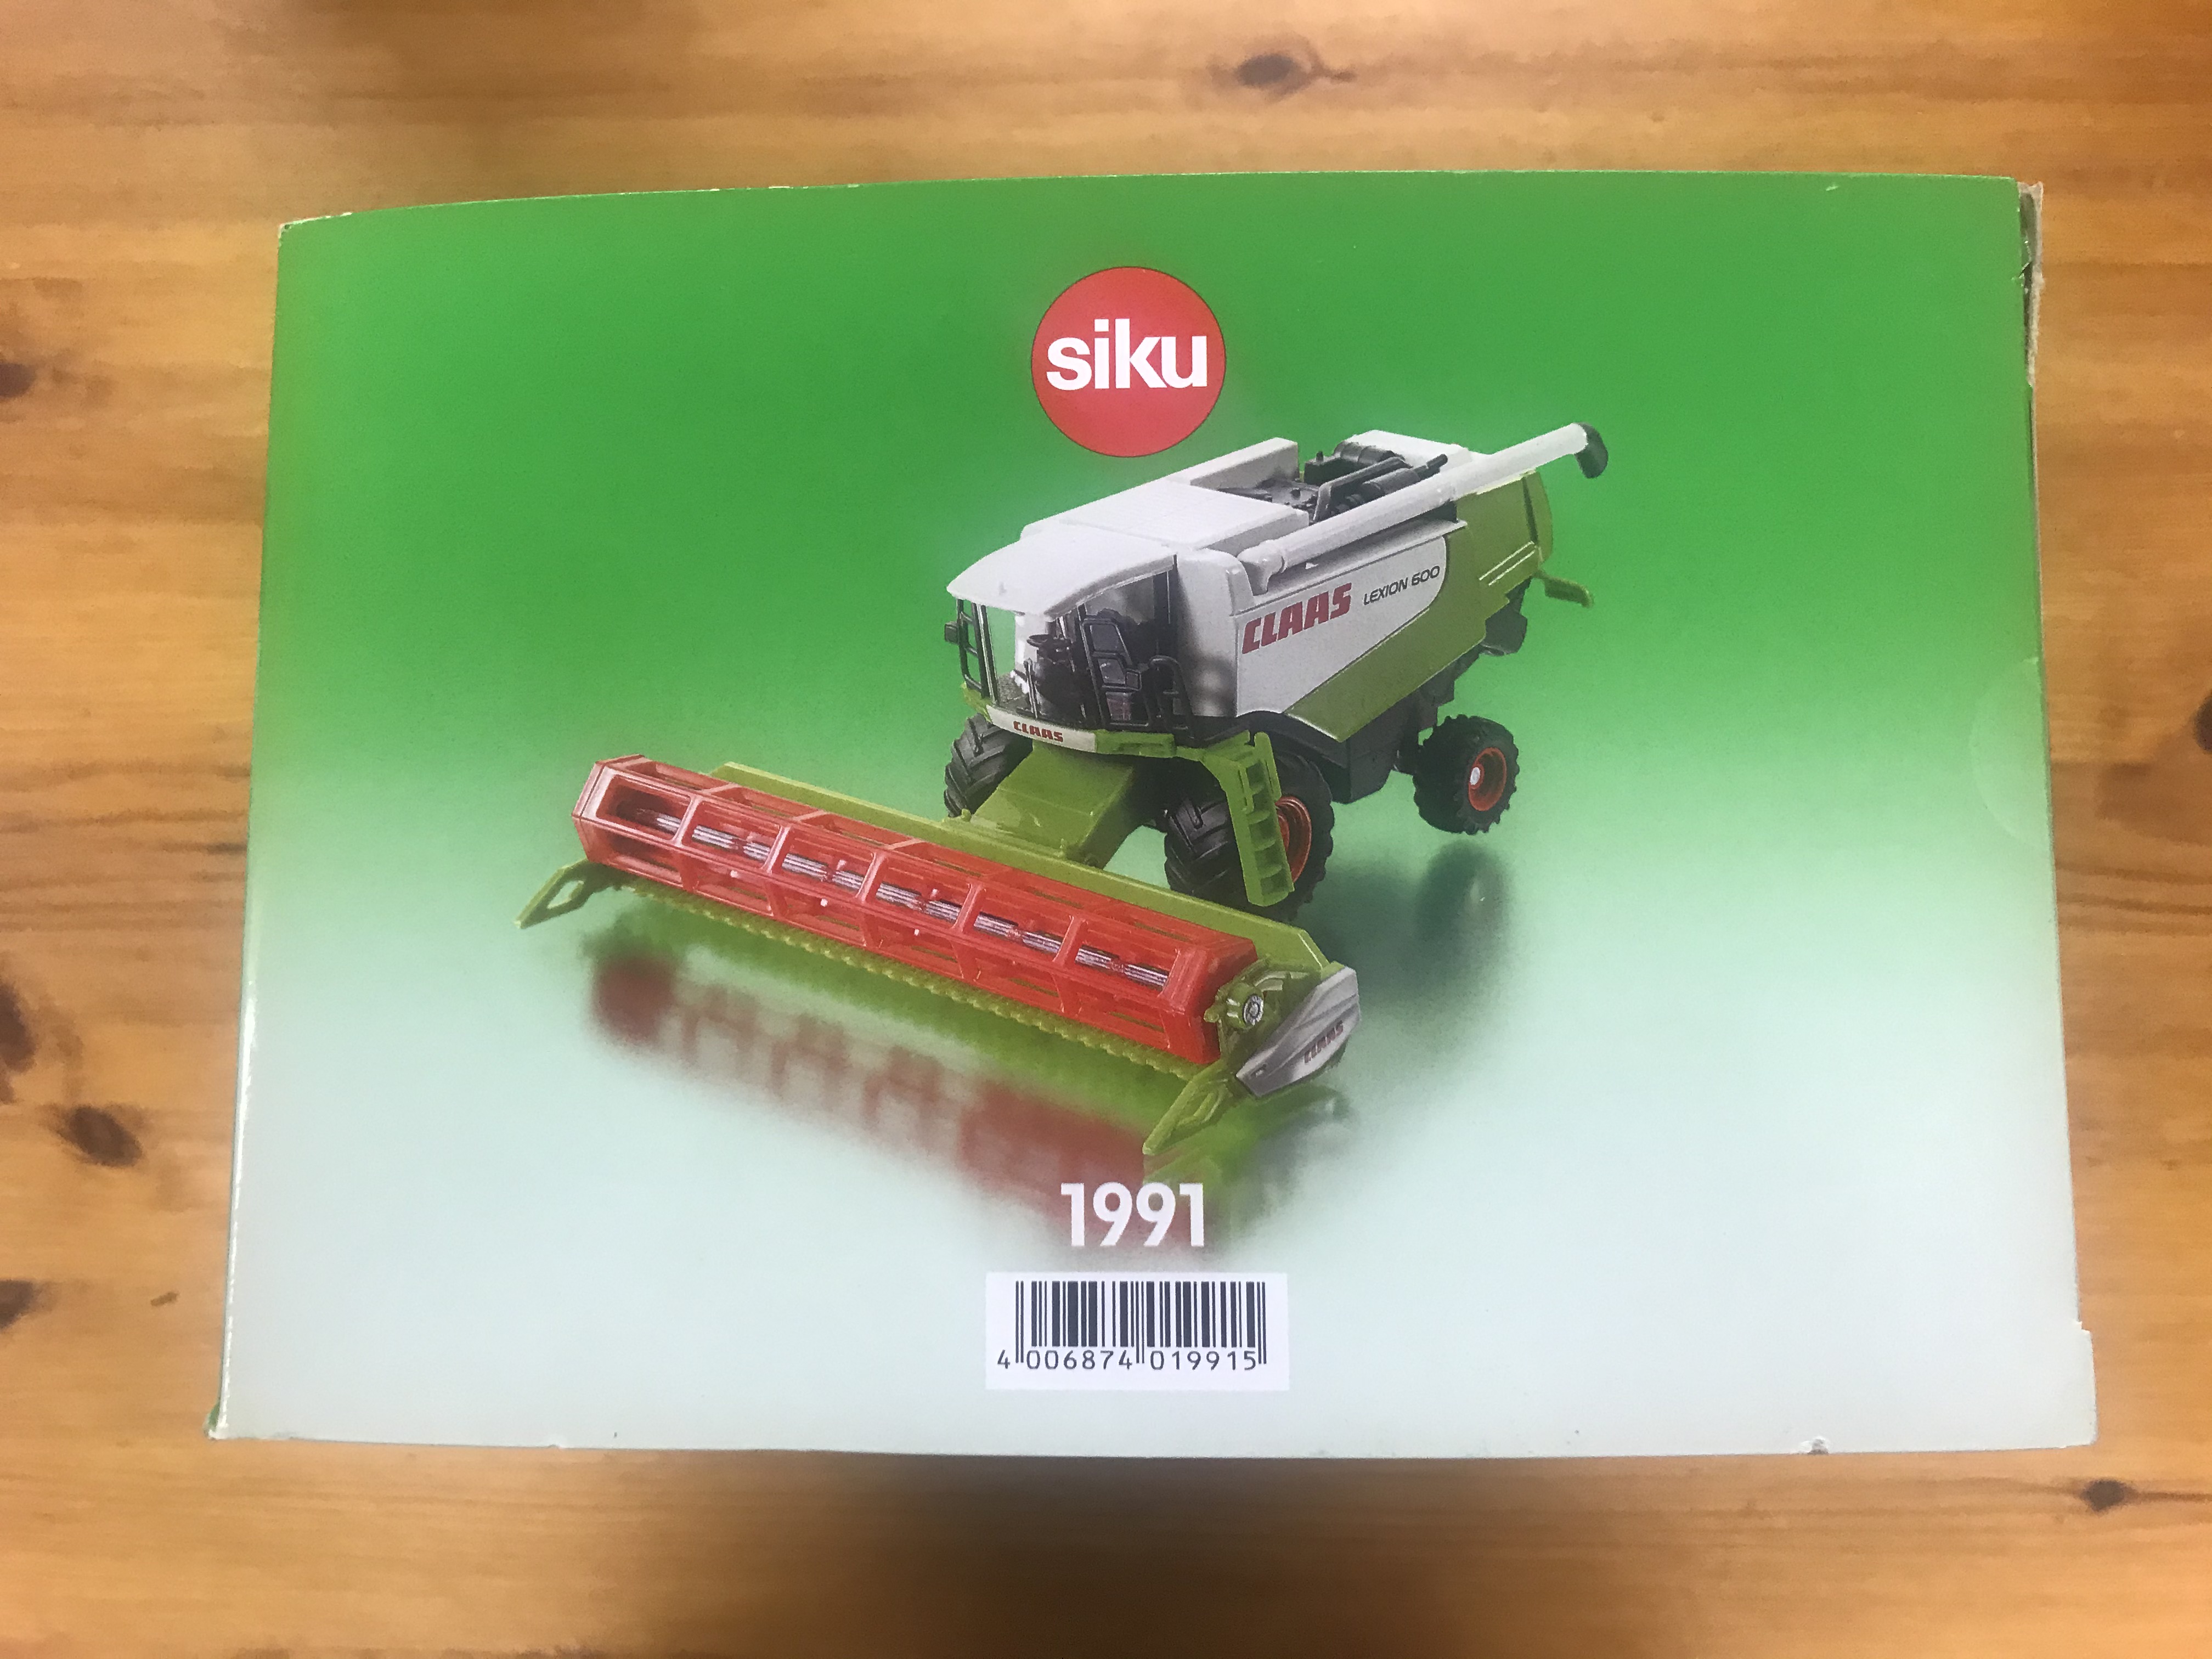 siku
CLAAS LEXION 600
CLAAS
CLAAS
1991
4 006874 019915